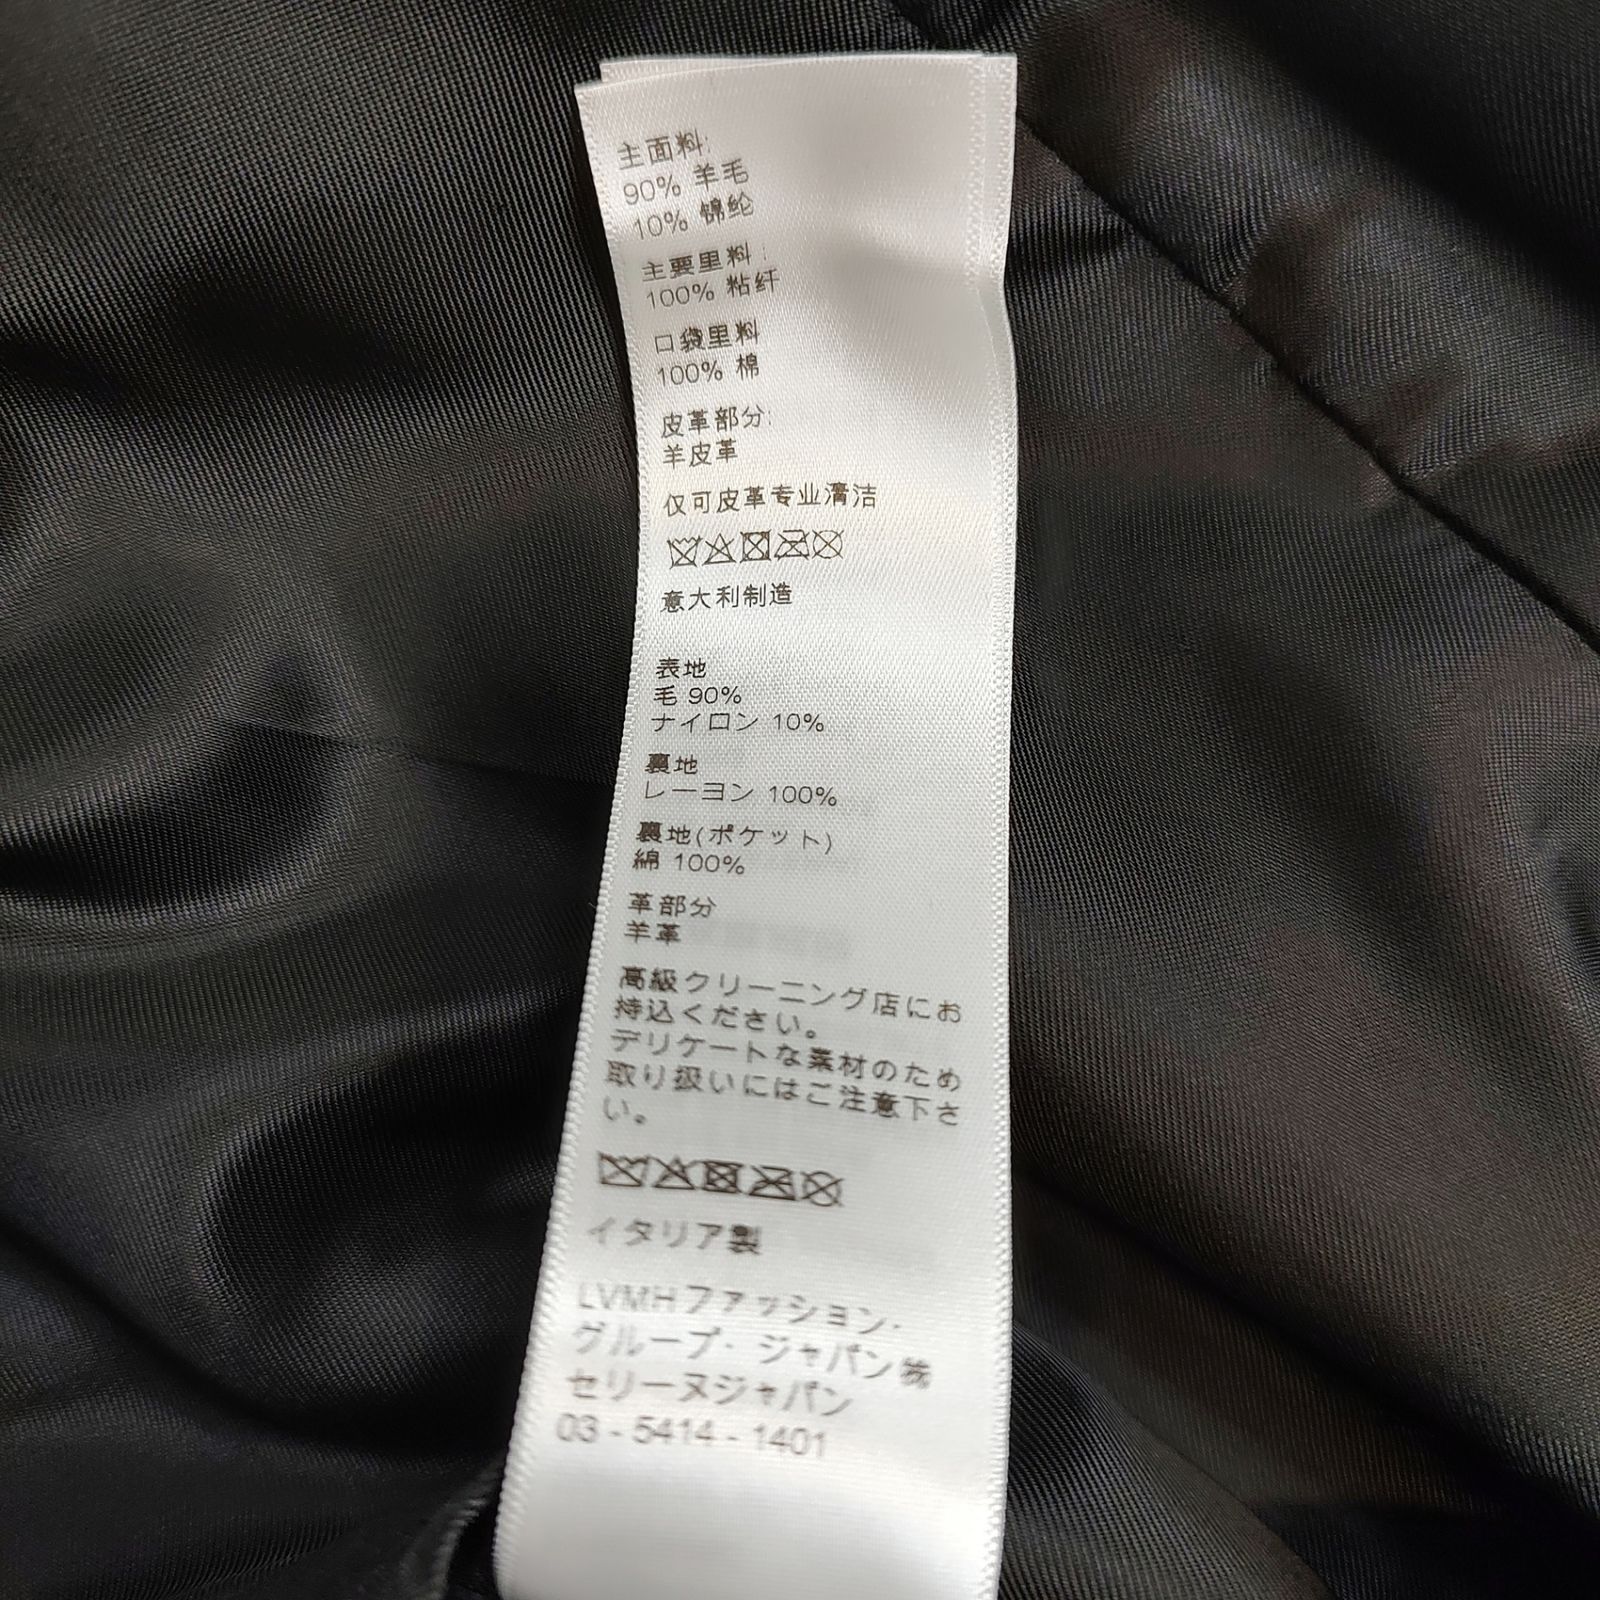 主面料:
90% 羊毛
10% 锦纶
主要里料:
100% 粘纤
口袋里料
100% 棉
皮革部分:
羊皮革
仅可皮革专业清洁
意大利制造
表地
毛 90%
ナイロン 10%
裏地
レーヨン 100%
裏地(ポケット)
綿 100%
革部分
羊革
高級クリーニング店にお
持込ください。
デリケートな素材のため
取り扱いにはご注意下さ
い。
イタリア製
LVMHファッション・
グループ・ジャパン㈱
セリーヌジャパン
03 - 5414 - 1401